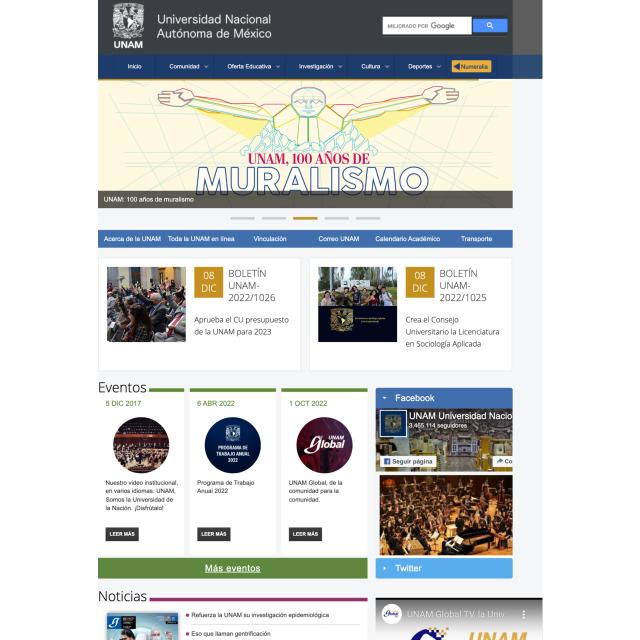 UNAM
Universidad Nacional
Autónoma de México
MEJORADO POR Google
Inicio
Comunidad
Oferta Educativa
Investigación
Cultura
Deportes
Numeralia
UNAM, 100 AÑOS DE
MURALISMO
UNAM: 100 años de muralismo
Acerca de la UNAM
Toda la UNAM en línea
Vinculación
Correo UNAM
Calendario Académico
Transporte
08
DIC
BOLETÍN
UNAM-
2022/1026
Aprueba el CU presupuesto
de la UNAM para 2023
08
DIC
BOLETÍN
UNAM-
2022/1025
Crea el Consejo
Universitario la Licenciatura
en Sociología Aplicada
Eventos
5 DIC 2017
Nuestro video institucional,
en varios idiomas: UNAM,
Somos la Universidad de
la Nación. ¡Disfrútalo!
LEER MÁS
6 ABR 2022
PROGRAMA DE
TRABAJO ANUAL
2022
Programa de Trabajo
Anual 2022
LEER MÁS
1 OCT 2022
UNAM
global
UNAM Global, de la
comunidad para la
comunidad.
LEER MÁS
Más eventos
Facebook
UNAM Universidad Nacio
3,465,114 seguidores
Seguir página
Co
Twitter
Noticias
Refuerza la UNAM su investigación epidemiológica
Eso que llaman gentrificación
UNAM Global TV, la Univ
UNAM